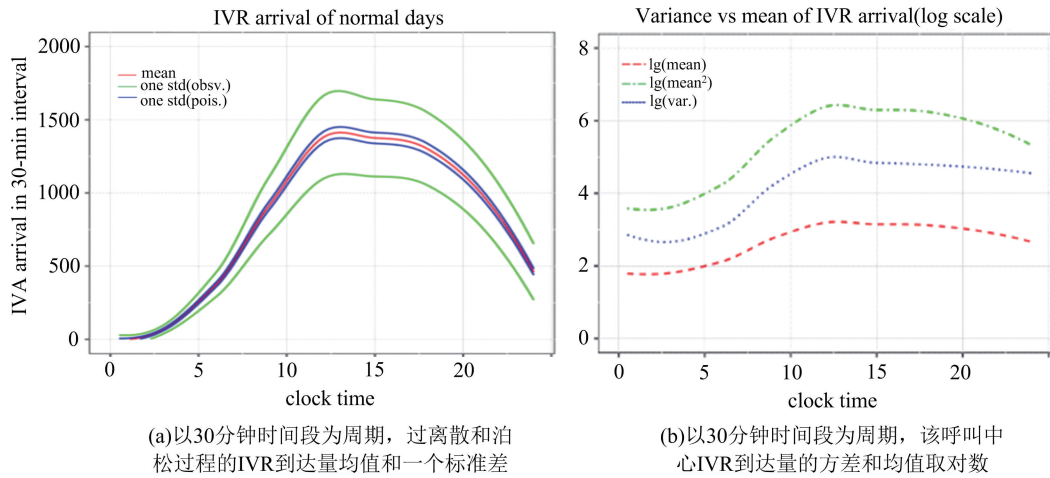 IVR arrival of normal days
2000
1500
1000
500
0
IVA arrival in 30-min interval
mean
one std(obsv.)
one std(pois.)
0 5 10 15 20
clock time
(a)以30分钟时间段为周期，过离散和泊
松过程的IVR到达量均值和一个标准差
Variance vs mean of IVR arrival(log scale)
8
6
4
2
0
lg(mean)
lg(mean²)
lg(var.)
0 5 10 15 20
clock time
(b)以30分钟时间段为周期，该呼叫中
心IVR到达量的方差和均值取对数